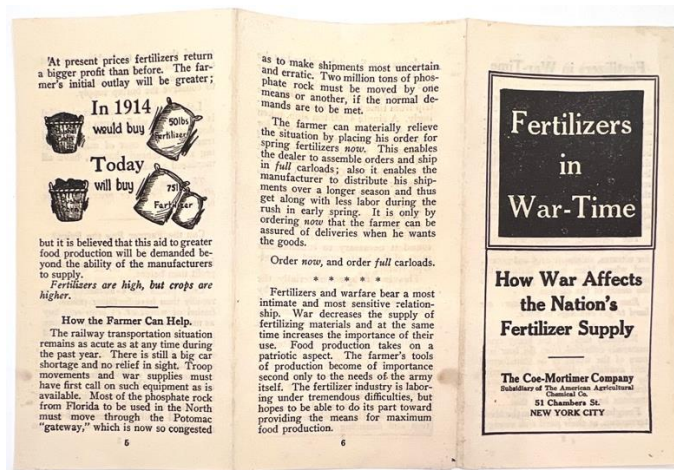 At present prices fertilizers return
a bigger profit than before. The far-
mer's initial outlay will be greater;
In 1914
would buy
50lbs
Fertilizer
Today
will buy
75l
Fertilizer
but it is believed that this aid to greater
food production will be demanded be-
yond the ability of the manufacturers
to supply.
Fertilizers are high, but crops are
higher.
How the Farmer Can Help.
The railway transportation situation
remains as acute as at any time during
the past year. There is still a big car
shortage and no relief in sight. Troop
movements and war supplies must
have first call on such equipment as is
available. Most of the phosphate rock
from Florida to be used in the North
must move through the Potomac
"gateway," which is now so congested
5
as to make shipments most uncertain
and erratic. Two million tons of phos-
phate rock must be moved by one
means or another, if the normal de-
mands are to be met.
The farmer can materially relieve
the situation by placing his order for
spring fertilizers now. This enables
the dealer to assemble orders and ship
in full carloads; also it enables the
manufacturer to distribute his ship-
ments over a longer season and thus
get along with less labor during the
rush in early spring. It is only by
ordering now that the farmer can be
assured of deliveries when he wants
the goods.
Order now, and order full carloads.
* * * * *
Fertilizers and warfare bear a most
intimate and most sensitive relation-
ship. War decreases the supply of
fertilizing materials and at the same
time increases the importance of their
use. Food production takes on a
patriotic aspect. The farmer's tools
of production become of importance
second only to the needs of the army
itself. The fertilizer industry is labor-
ing under tremendous difficulties, but
hopes to be able to do its part toward
providing the means for maximum
food production.
6
Fertilizers
in
War-Time
How War Affects
the Nation's
Fertilizer Supply
The Coe-Mortimer Company
Subsidiary of The American Agricultural
Chemical Co.
51 Chambers St.
NEW YORK CITY